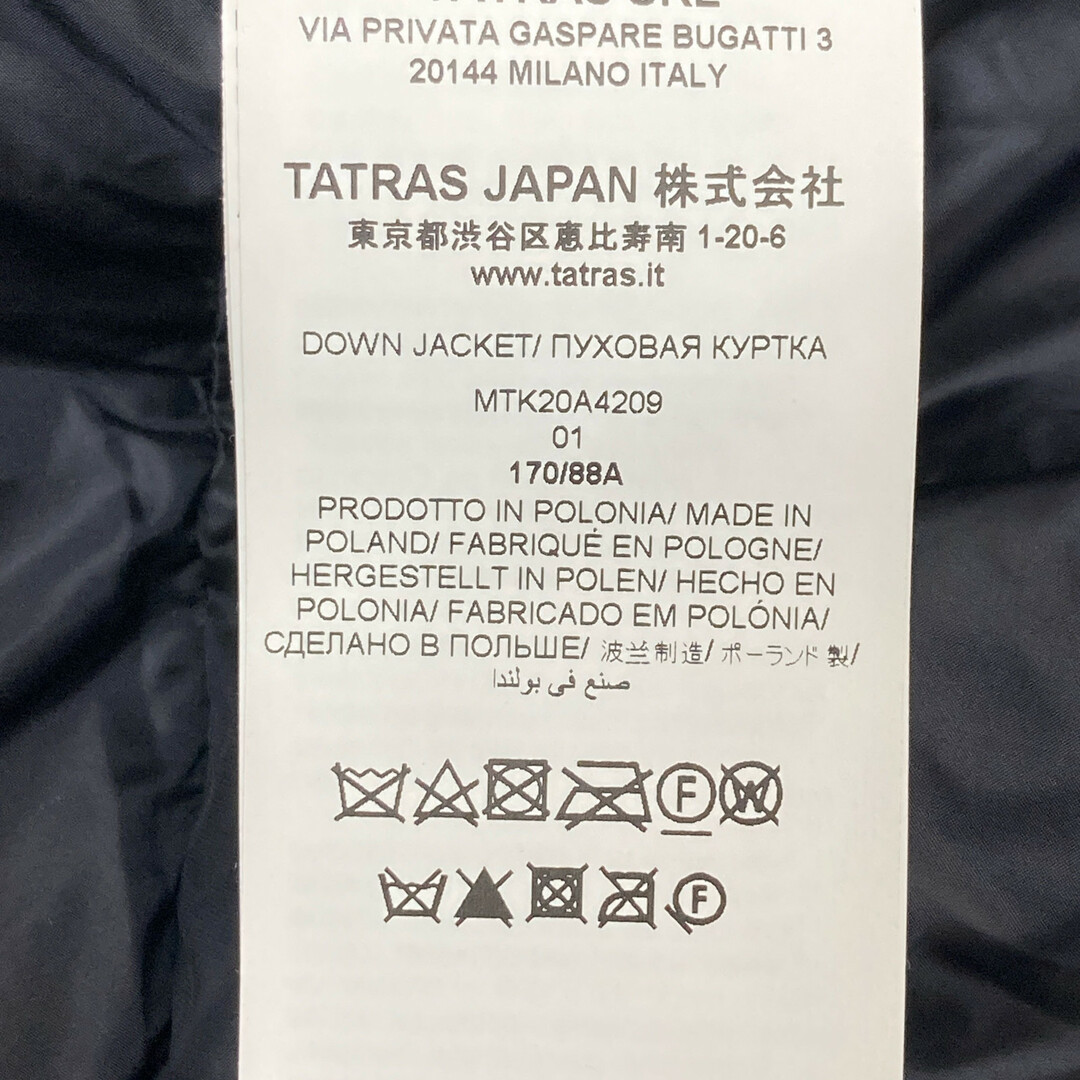 TATRAS SRL
VIA PRIVATA GASPARE BUGATTI 3
20144 MILANO ITALY
TATRAS JAPAN 株式会社
東京都渋谷区恵比寿南 1-20-6
www.tatras.it
DOWN JACKET/ ПУХОВАЯ КУРТКА
MTK20A4209
01
170/88A
PRODOTTO IN POLONIA/ MADE IN
POLAND/ FABRIQUÉ EN POLOGNE/
HERGESTELLT IN POLEN/ HECHO EN
POLONIA/ FABRICADO EM POLÓNIA/
СДЕЛАНО В ПОЛЬШЕ/ 波兰制造/ ポーランド 製/
صنع في بولندا
F W
F